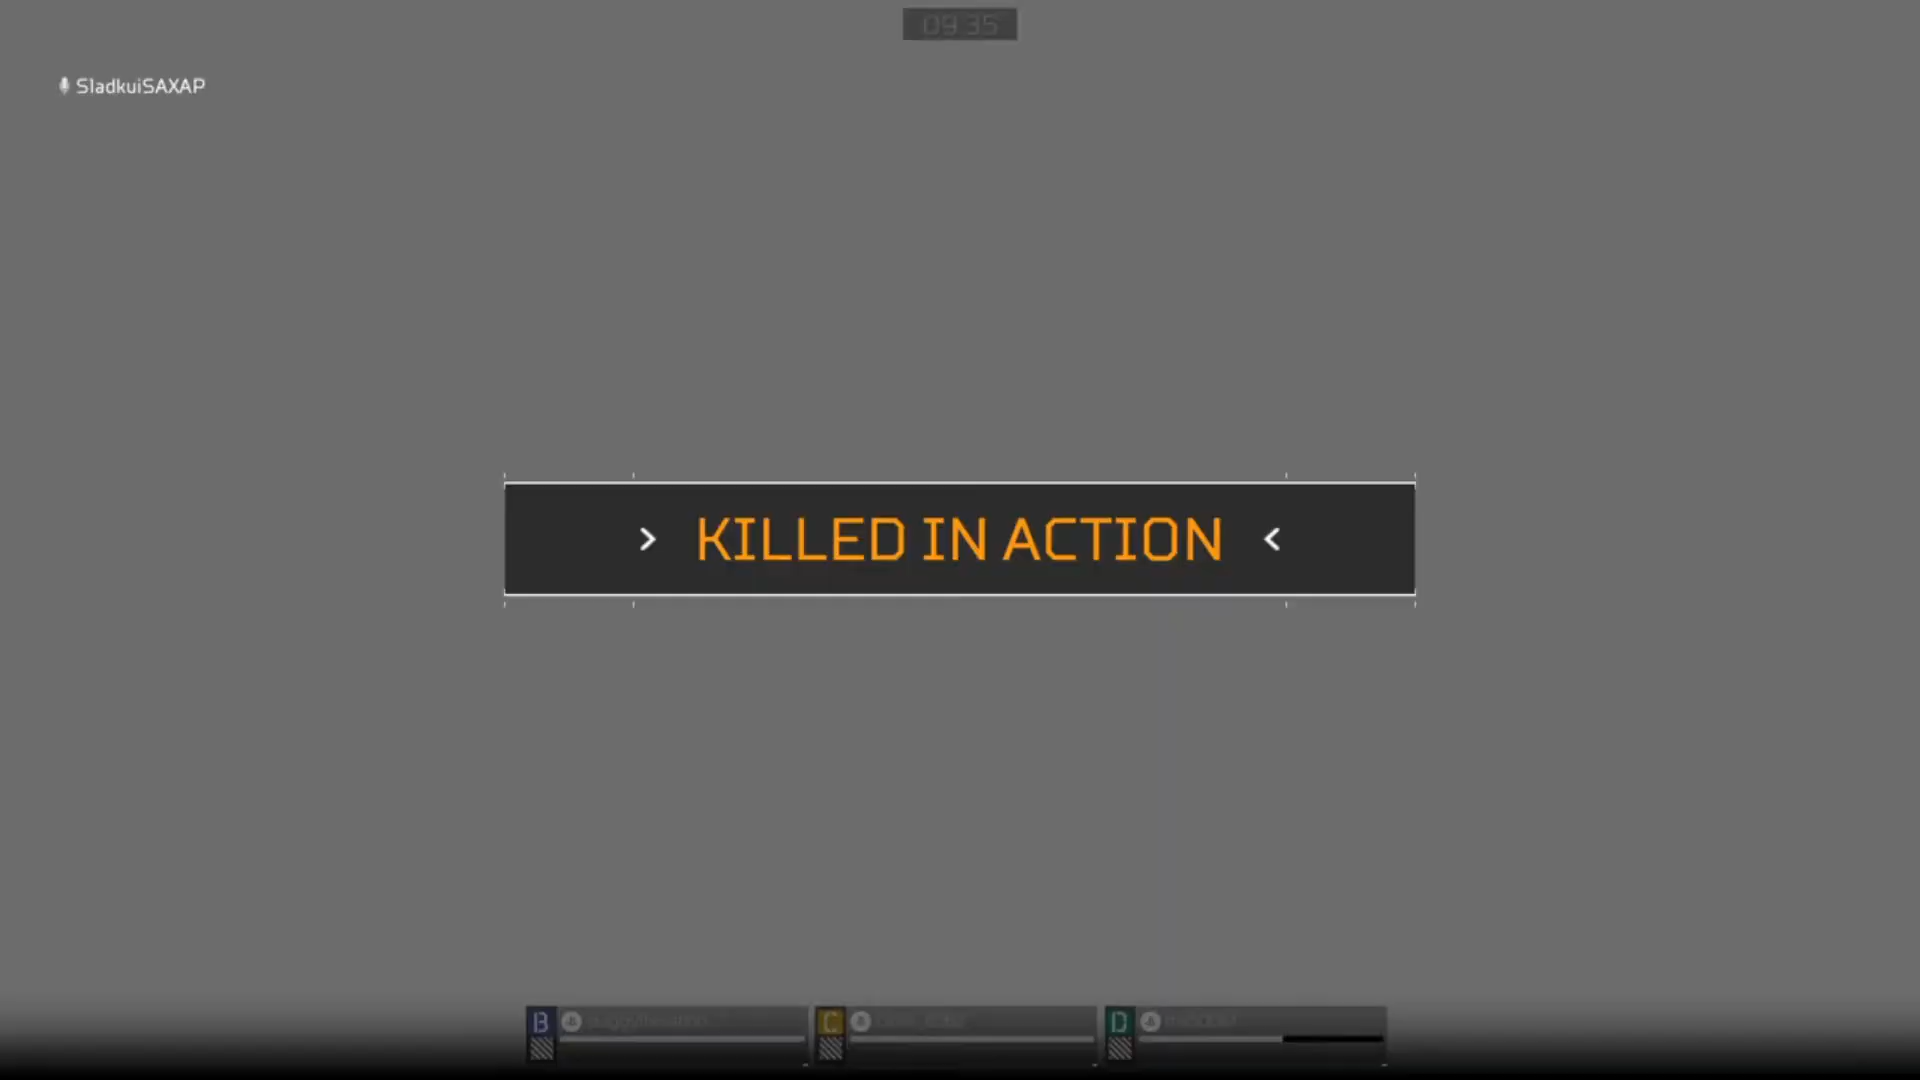 09:35
SladkuiSAXAP
> KILLED IN ACTION <
B
C
D